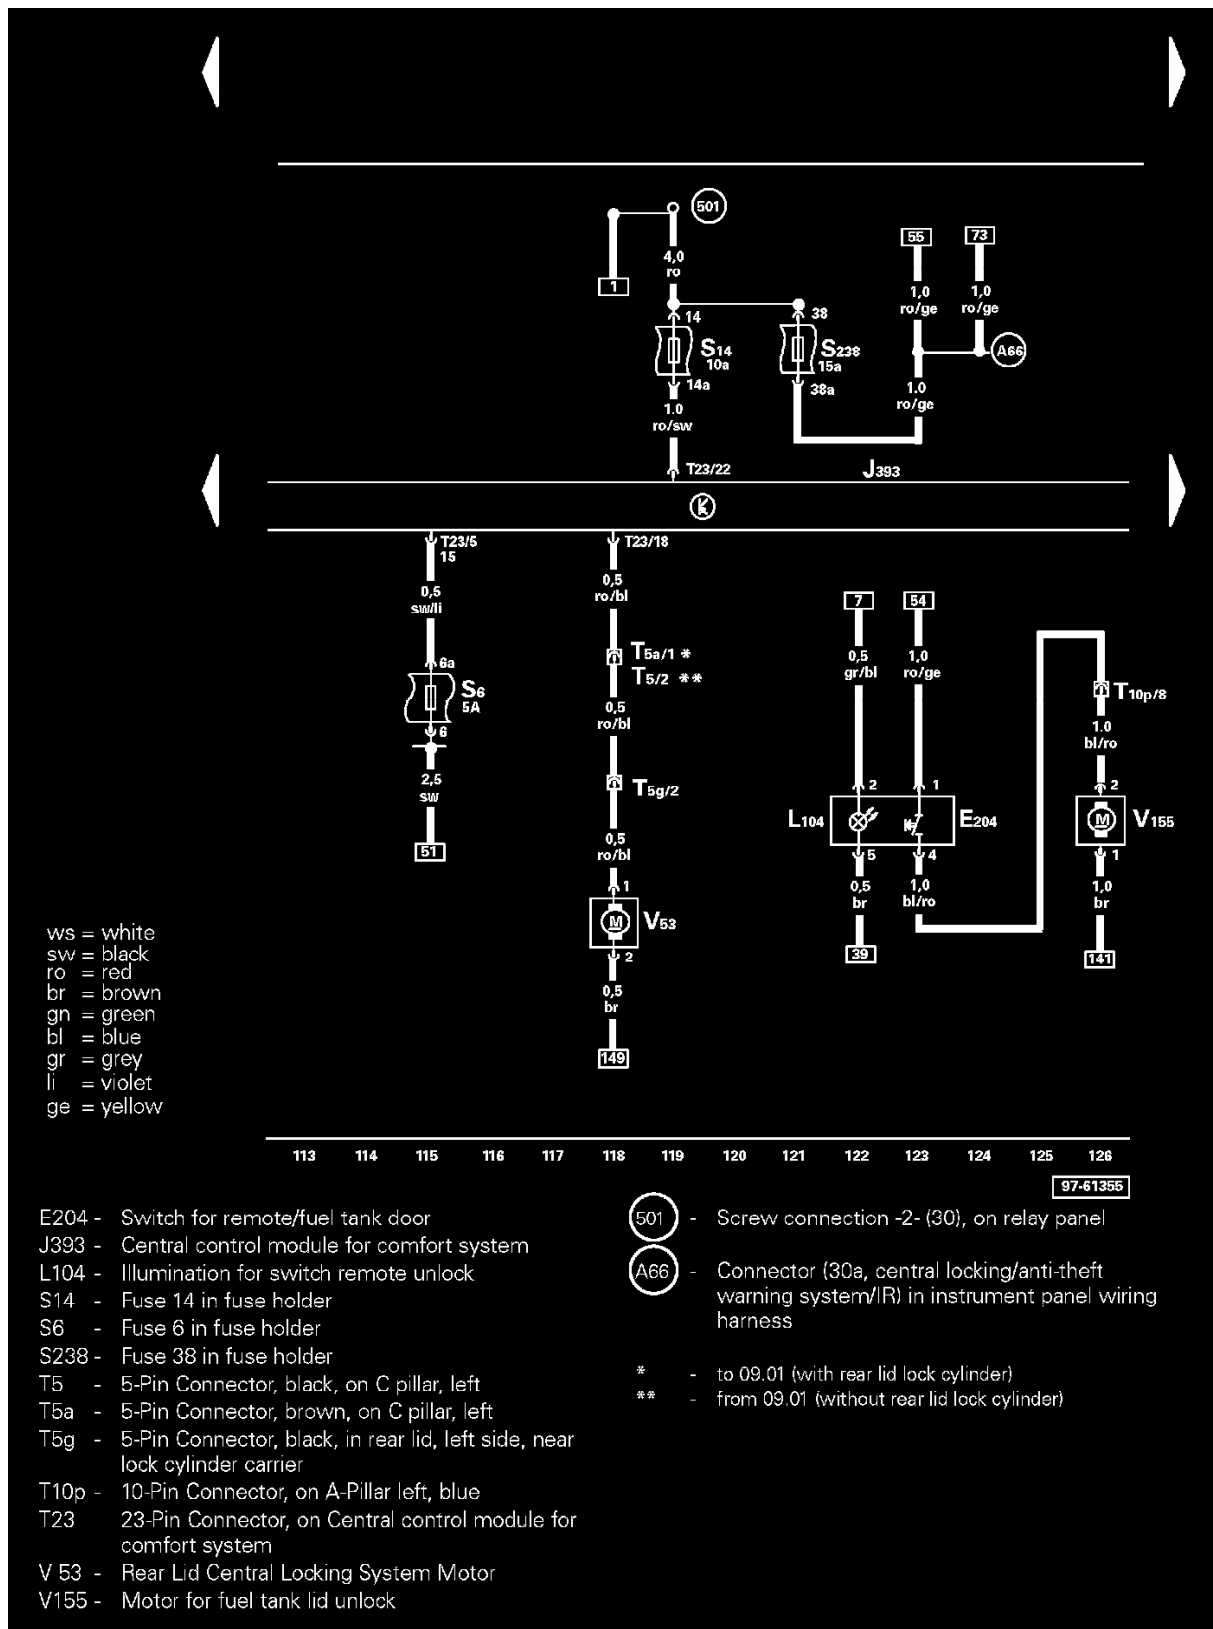 501
4,0
ro
1
55
73
1,0
ro/ge
1,0
ro/ge
14
38
S14
10a
S238
15a
A66
14a
38a
1.0
ro/sw
1.0
ro/ge
T23/22
J393
K
T23/5
15
T23/18
0,5
sw/li
0,5
ro/bl
7
54
6a
T5a/1 *
T5/2 **
0,5
gr/bl
1,0
ro/ge
S6
5A
T10p/8
6
0,5
ro/bl
1.0
bl/ro
2,5
sw
T5g/2
2
1
2
L104
E204
M
V155
51
0,5
ro/bl
5
4
1
1
0,5
br
1,0
bl/ro
1,0
br
M
V53
2
39
141
0,5
br
149
ws = white
sw = black
ro = red
br = brown
gn = green
bl = blue
gr = grey
li = violet
ge = yellow
113 114 115 116 117 118 119 120 121 122 123 124 125 126
97-61355
E204 - Switch for remote/fuel tank door
J393 - Central control module for comfort system
L104 - Illumination for switch remote unlock
S14 - Fuse 14 in fuse holder
S6 - Fuse 6 in fuse holder
S238 - Fuse 38 in fuse holder
T5 - 5-Pin Connector, black, on C pillar, left
T5a - 5-Pin Connector, brown, on C pillar, left
T5g - 5-Pin Connector, black, in rear lid, left side, near
lock cylinder carrier
T10p - 10-Pin Connector, on A-Pillar left, blue
T23 23-Pin Connector, on Central control module for
comfort system
V 53 - Rear Lid Central Locking System Motor
V155 - Motor for fuel tank lid unlock
501 - Screw connection -2- (30), on relay panel
A66 - Connector (30a, central locking/anti-theft
warning system/IR) in instrument panel wiring
harness
* - to 09.01 (with rear lid lock cylinder)
** - from 09.01 (without rear lid lock cylinder)